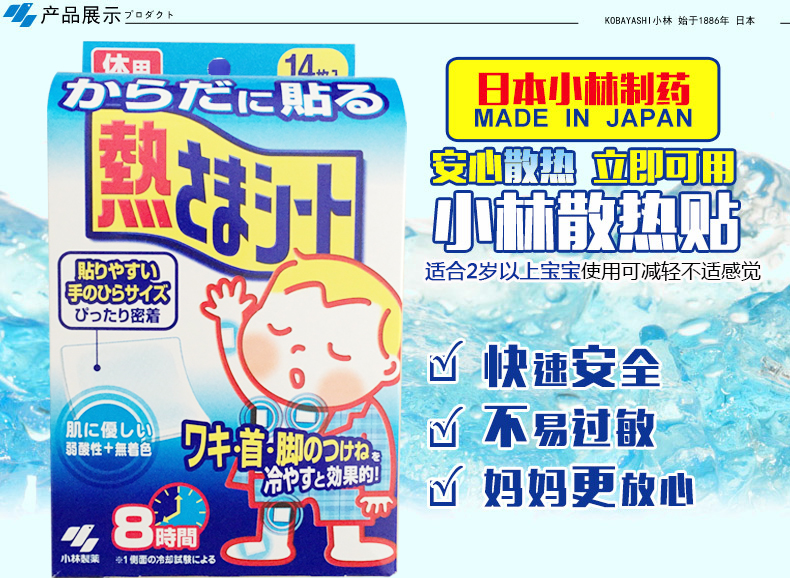 产品展示 プロダクト
KOBAYASHI小林 始于1886年 日本
体用
14枚入
からだに貼る
熱さまシート
貼りやすい
手のひらサイズ
ぴったり密着
肌に優しい
弱酸性+無着色
ワキ・首・脚のつけねを
冷やすと効果的!
8時間
小林製薬
※1側面の冷却試験による
日本小林制药
MADE IN JAPAN
安心散热 立即可用
小林散热贴
适合2岁以上宝宝使用可减轻不适感觉
快速安全
不易过敏
妈妈更放心